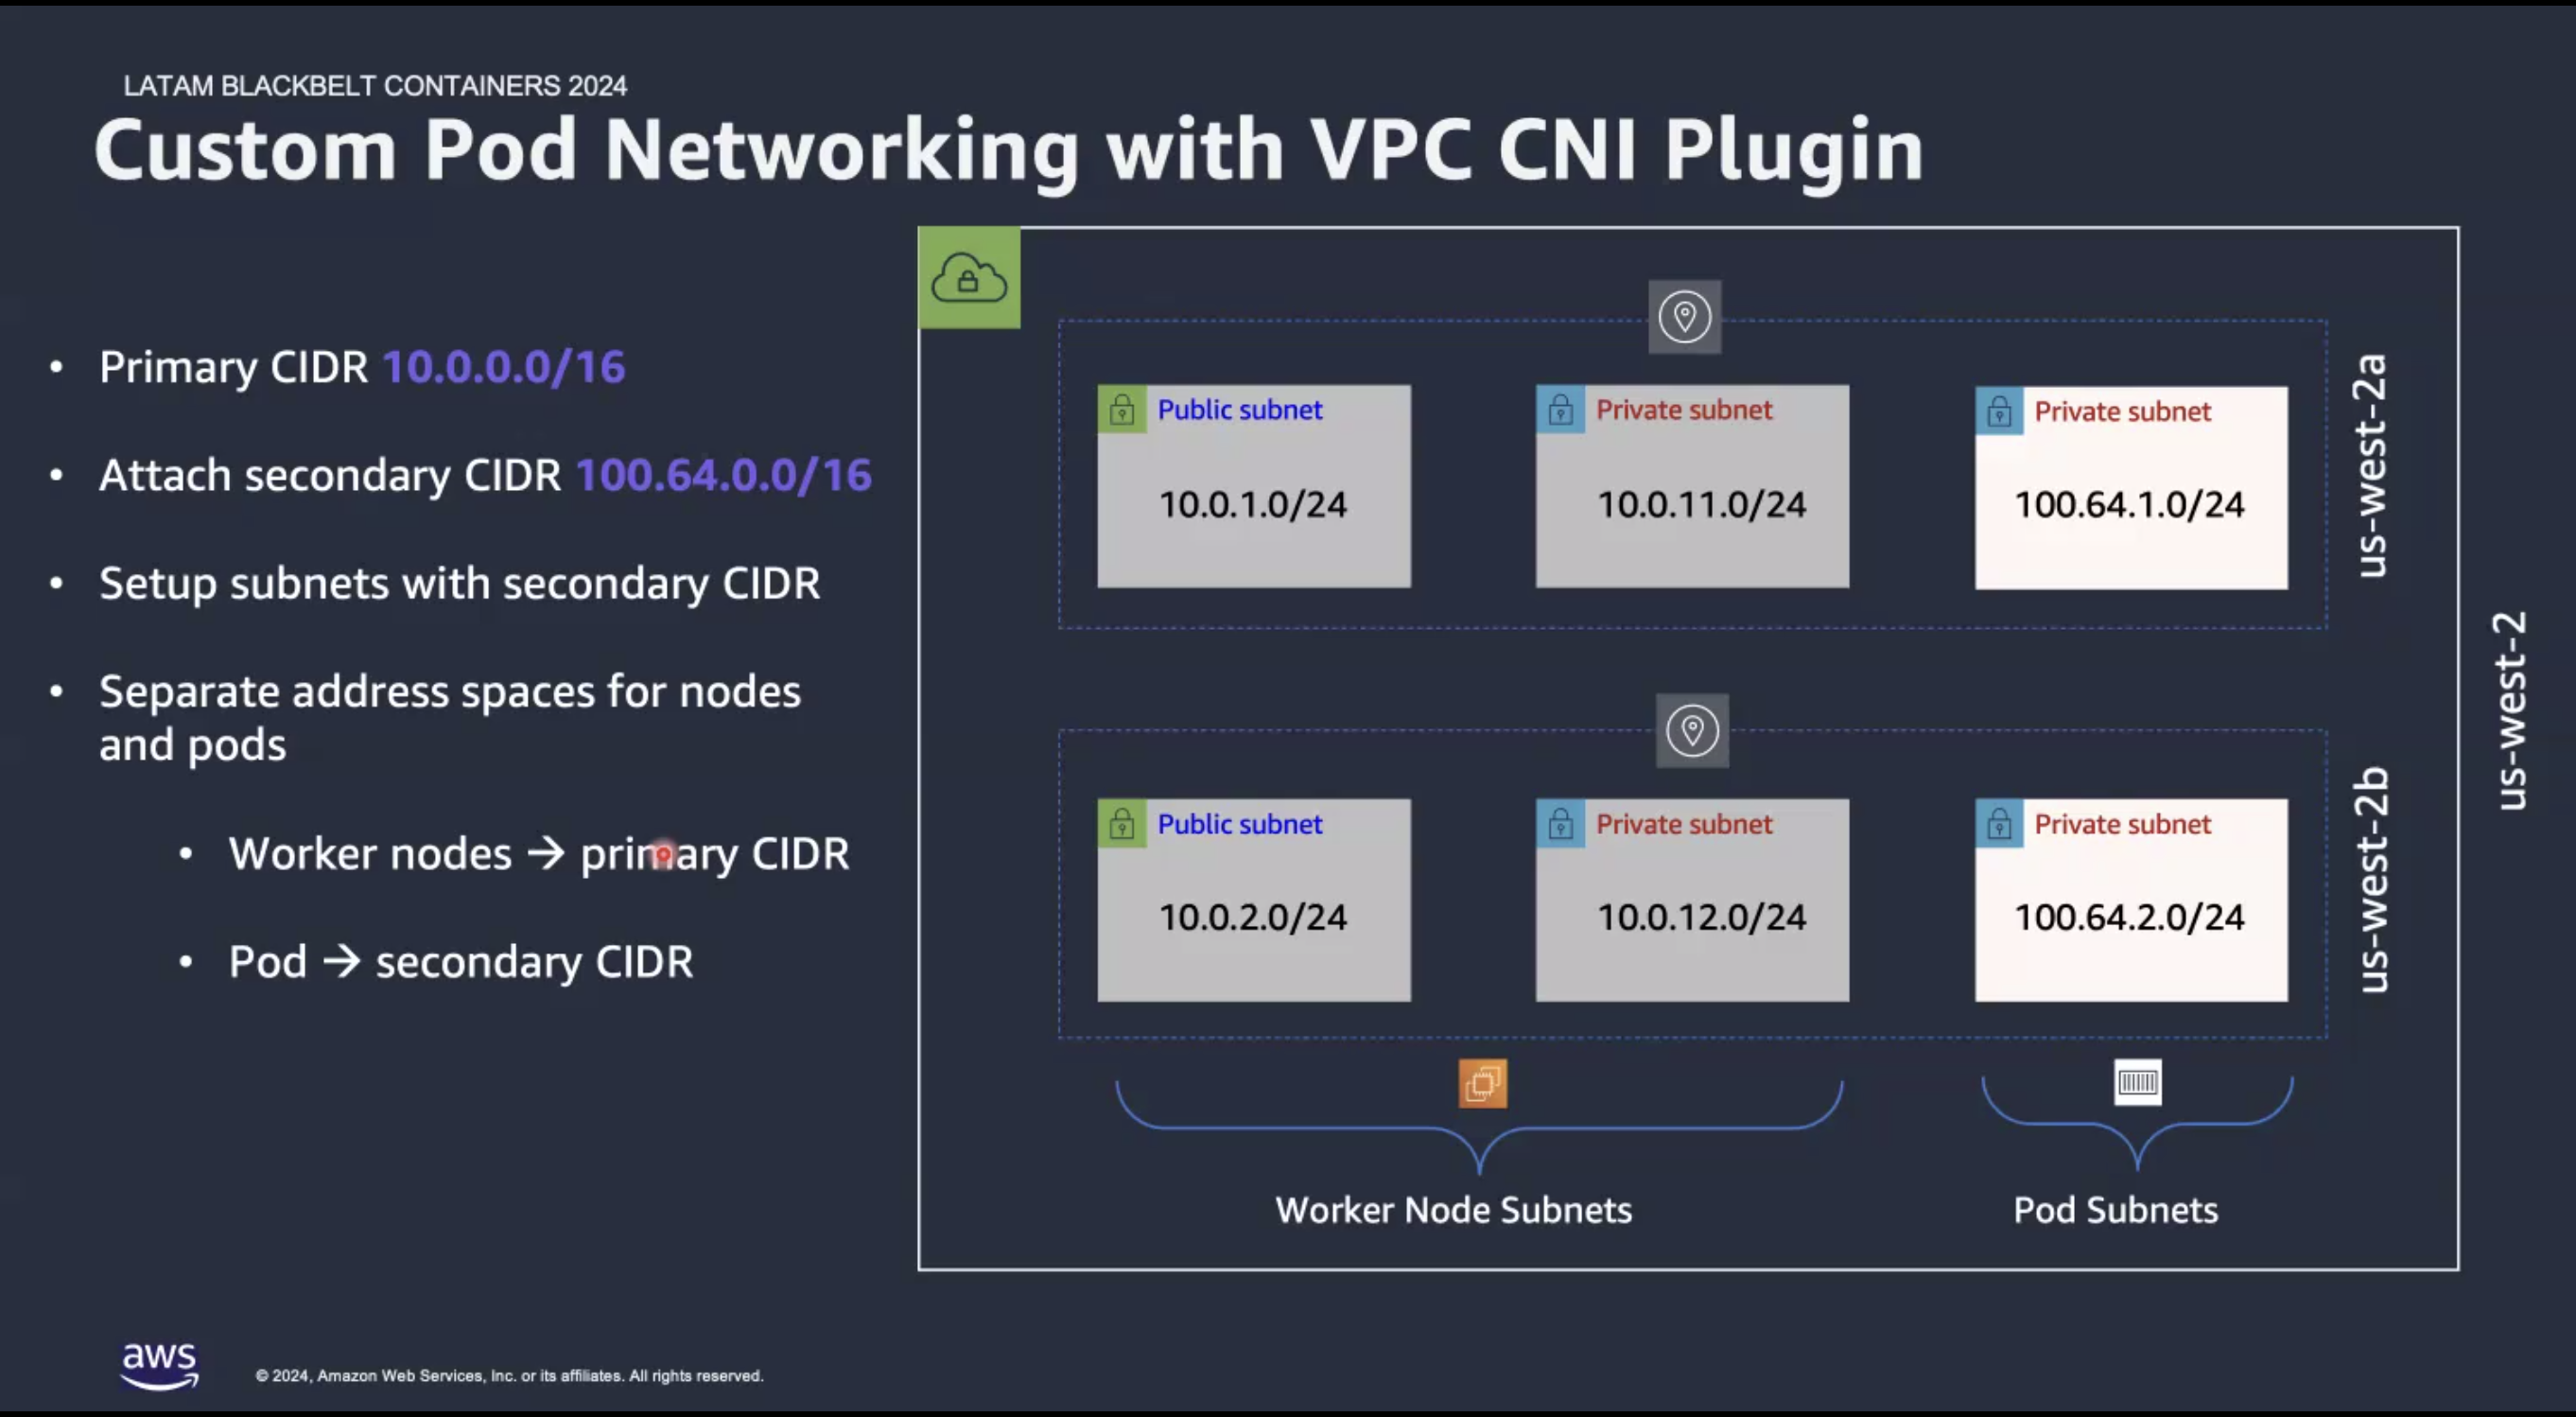 LATAM BLACKBELT CONTAINERS 2024
Custom Pod Networking with VPC CNI Plugin
• Primary CIDR 10.0.0.0/16
• Attach secondary CIDR 100.64.0.0/16
• Setup subnets with secondary CIDR
• Separate address spaces for nodes
and pods
• Worker nodes → primary CIDR
• Pod → secondary CIDR
Public subnet
10.0.1.0/24
Private subnet
10.0.11.0/24
Private subnet
100.64.1.0/24
us-west-2a
Public subnet
10.0.2.0/24
Private subnet
10.0.12.0/24
Private subnet
100.64.2.0/24
us-west-2b
us-west-2
Worker Node Subnets
Pod Subnets
aws
© 2024, Amazon Web Services, Inc. or its affiliates. All rights reserved.